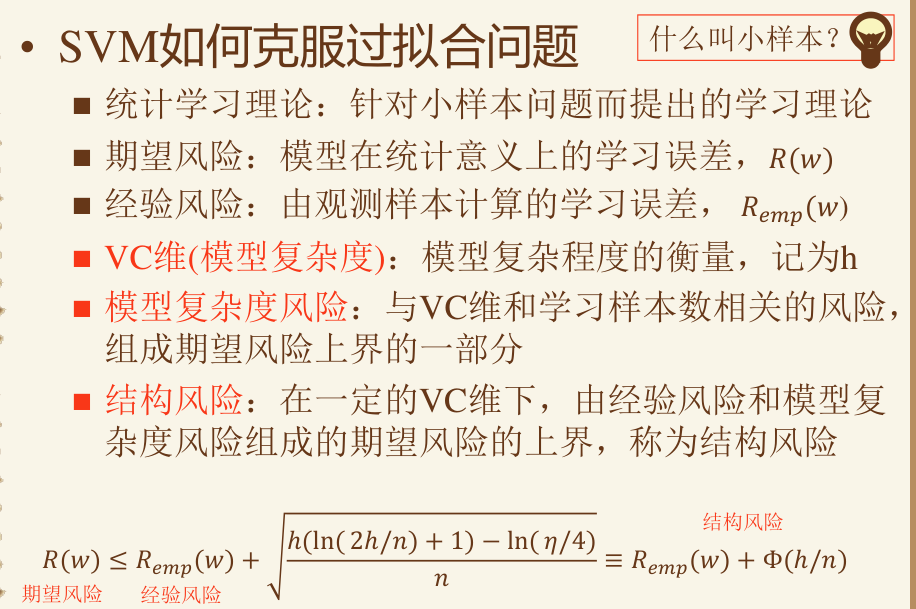 • SVM如何克服过拟合问题
什么叫小样本？
■ 统计学习理论：针对小样本问题而提出的学习理论
■ 期望风险：模型在统计意义上的学习误差，R(w)
■ 经验风险：由观测样本计算的学习误差， R_{emp}(w)
■ VC维(模型复杂度)：模型复杂程度的衡量，记为h
■ 模型复杂度风险：与VC维和学习样本数相关的风险，
组成期望风险上界的一部分
■ 结构风险：在一定的VC维下，由经验风险和模型复
杂度风险组成的期望风险的上界，称为结构风险
结构风险
R(w) ≤ R_{emp}(w) + \sqrt{\frac{h(ln(2h/n) + 1) − ln(η/4)}{n}} ≡ R_{emp}(w) + Φ(h/n)
期望风险 经验风险